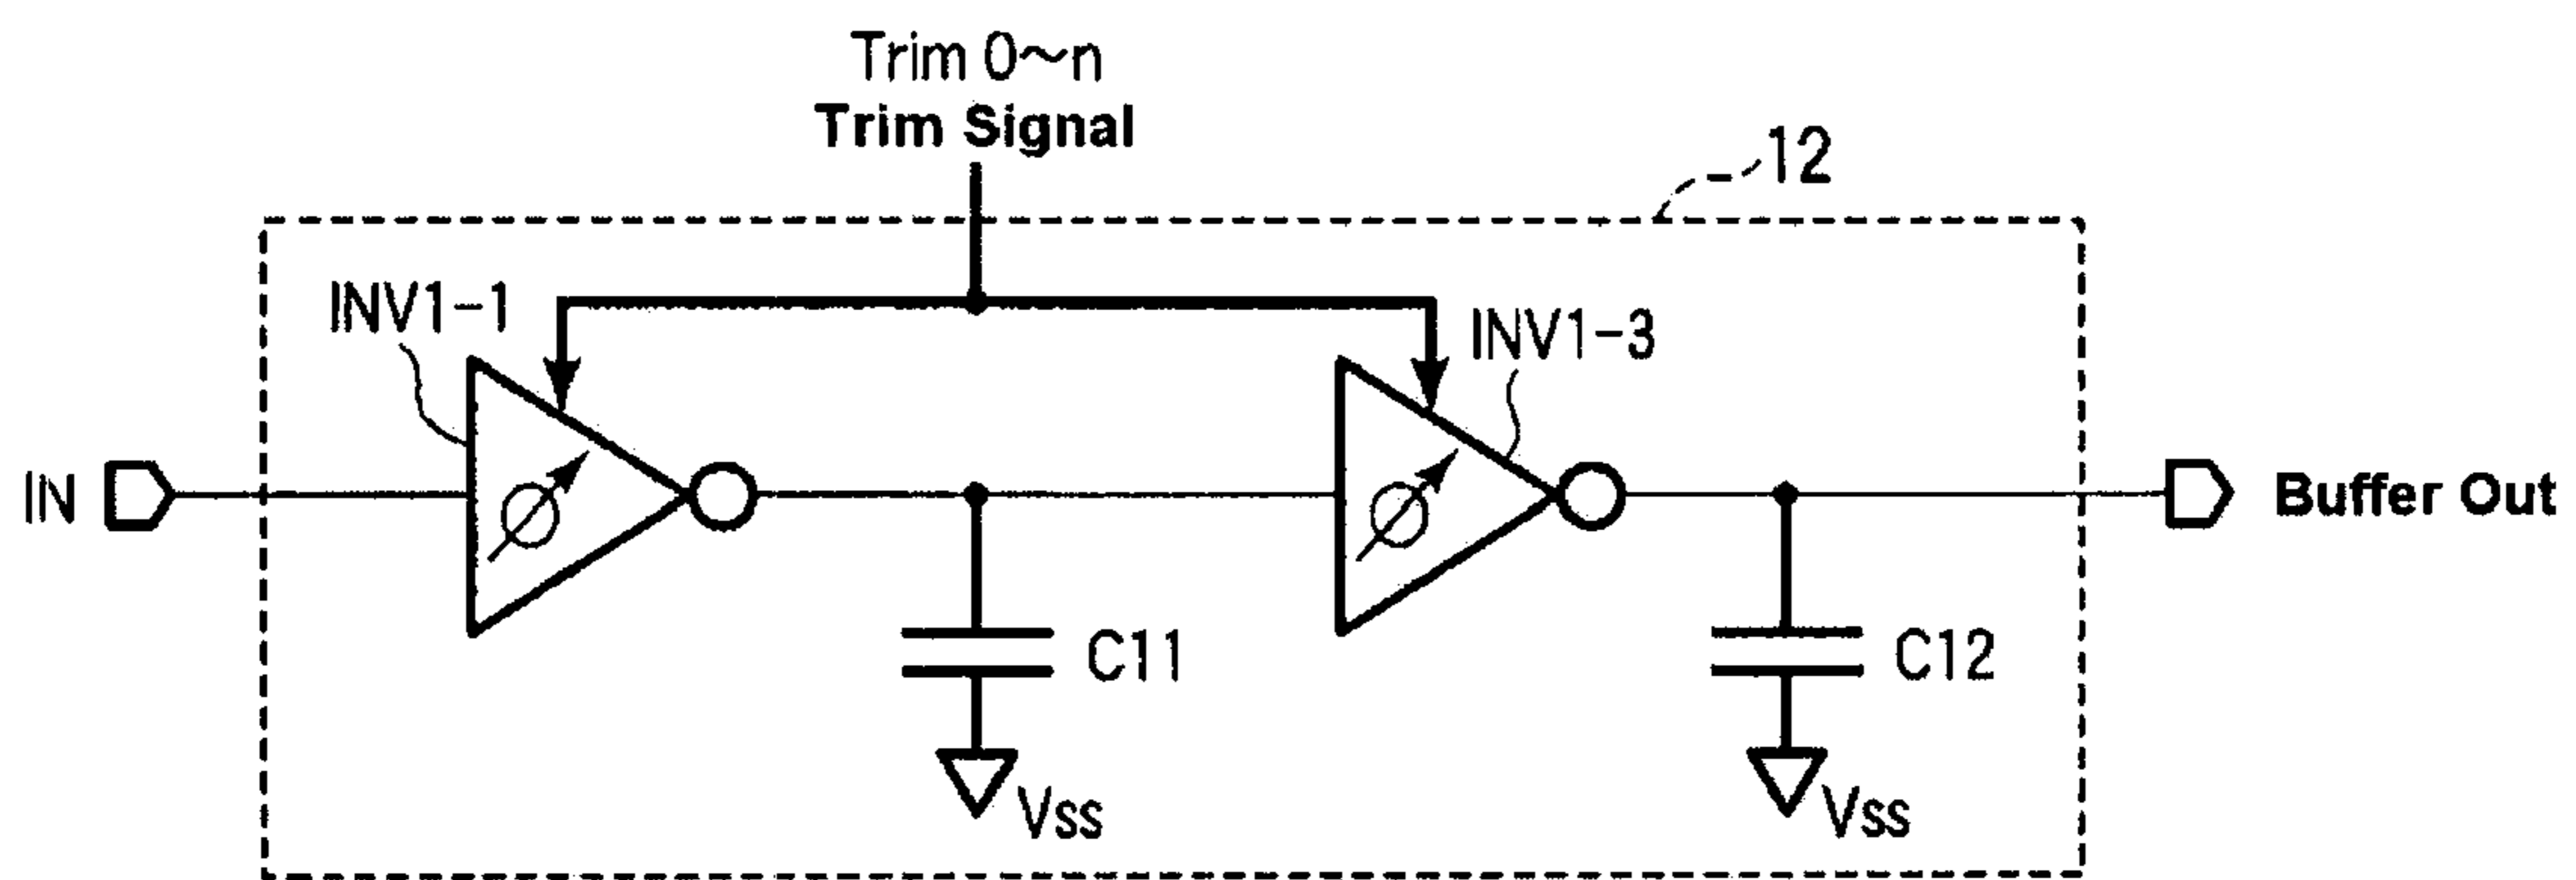 Trim 0~n
Trim Signal
12
INV1-1
INV1-3
IN
Buffer Out
C11
C12
Vss
Vss